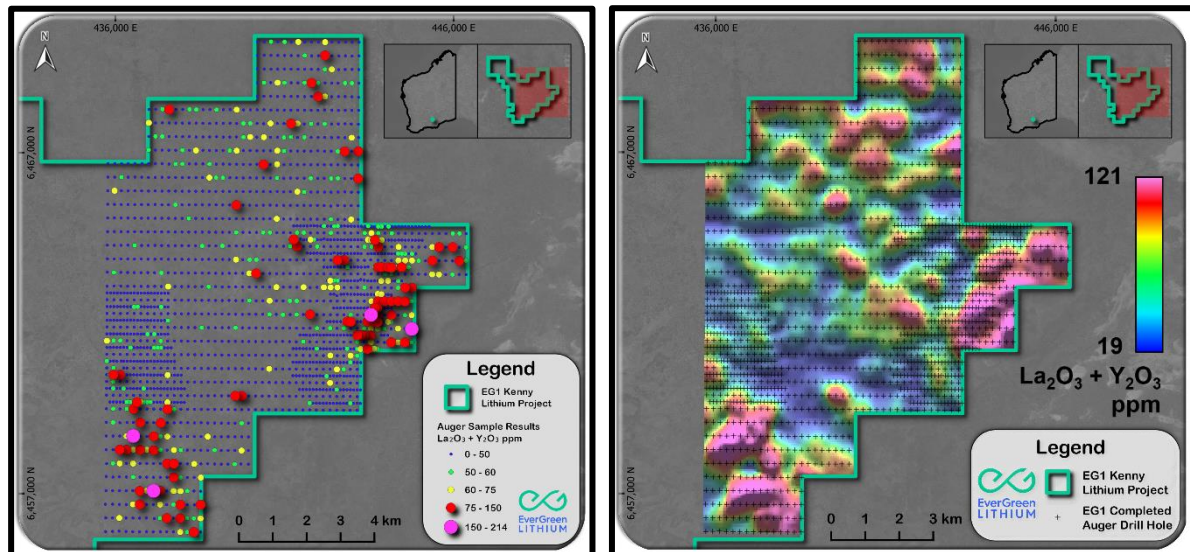 436,000 E
446,000 E
N
6,467,000 N
6,457,000 N
Legend
EG1 Kenny
Lithium Project
Auger Sample Results
La₂O₃ + Y₂O₃ ppm
0 - 50
50 - 60
60 - 75
75 - 150
150 - 214
EverGreen
LITHIUM
0 1 2 3 4 km
436,000 E
446,000 E
N
6,467,000 N
6,457,000 N
121
19
La₂O₃ + Y₂O₃
ppm
Legend
EG1 Kenny
Lithium Project
EG1 Completed
Auger Drill Hole
EverGreen
LITHIUM
0 1 2 3 km